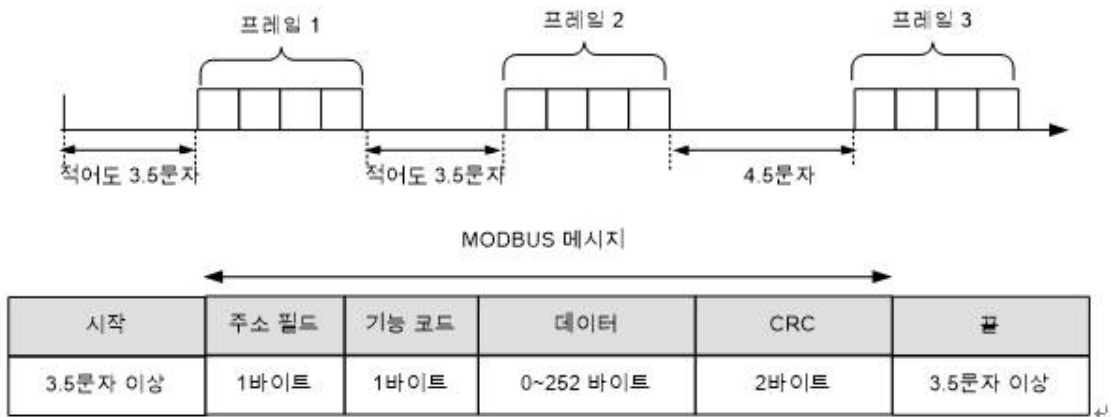 프레임 1 프레임 2 프레임 3
적어도 3.5문자 적어도 3.5문자 4.5문자
MODBUS 메시지
시작 주소 필드 기능 코드 데이터 CRC 끝
3.5문자 이상 1바이트 1바이트 0~252 바이트 2바이트 3.5문자 이상